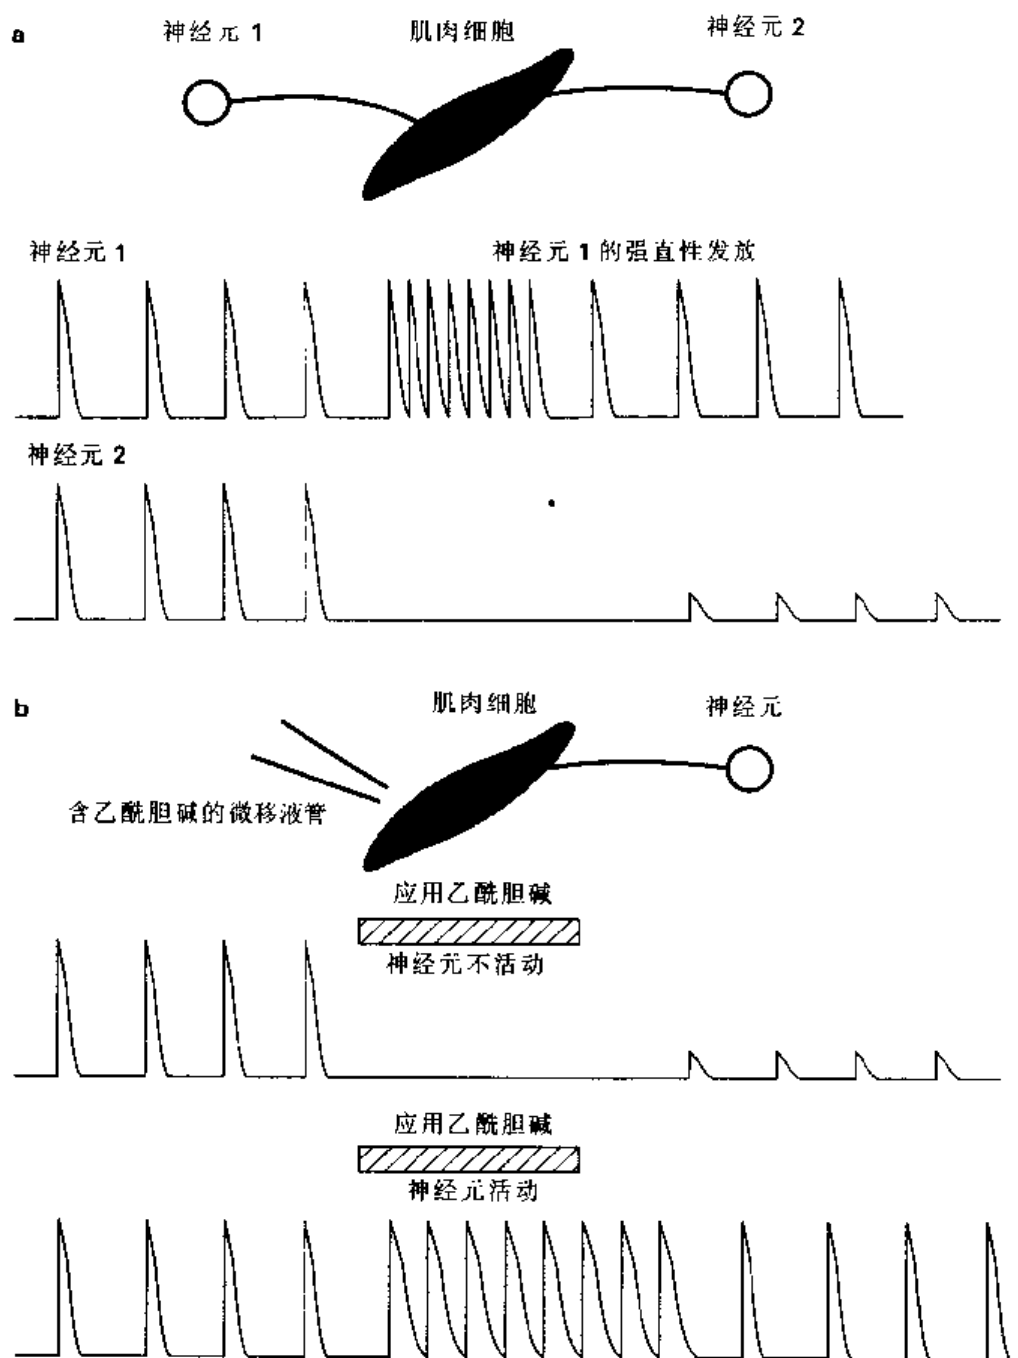 a
神经元 1
肌肉细胞
神经元 2
神经元 1
神经元 1 的强直性发放
神经元 2
b
肌肉细胞
神经元
含乙酰胆碱的微移液管
应用乙酰胆碱
神经元不活动
应用乙酰胆碱
神经元活动